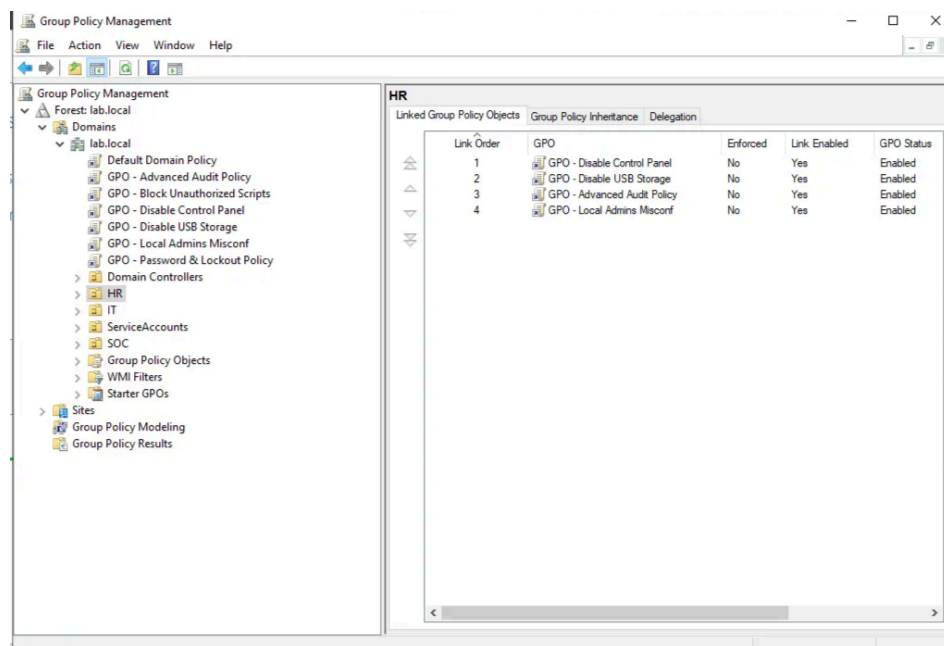 Group Policy Management
File Action View Window Help
Group Policy Management
Forest: lab.local
Domains
lab.local
Default Domain Policy
GPO - Advanced Audit Policy
GPO - Block Unauthorized Scripts
GPO - Disable Control Panel
GPO - Disable USB Storage
GPO - Local Admins Misconf
GPO - Password & Lockout Policy
Domain Controllers
HR
IT
ServiceAccounts
SOC
Group Policy Objects
WMI Filters
Starter GPOs
Sites
Group Policy Modeling
Group Policy Results
HR
Linked Group Policy Objects Group Policy Inheritance Delegation
Link Order GPO Enforced Link Enabled GPO Status
1 GPO - Disable Control Panel No Yes Enabled
2 GPO - Disable USB Storage No Yes Enabled
3 GPO - Advanced Audit Policy No Yes Enabled
4 GPO - Local Admins Misconf No Yes Enabled